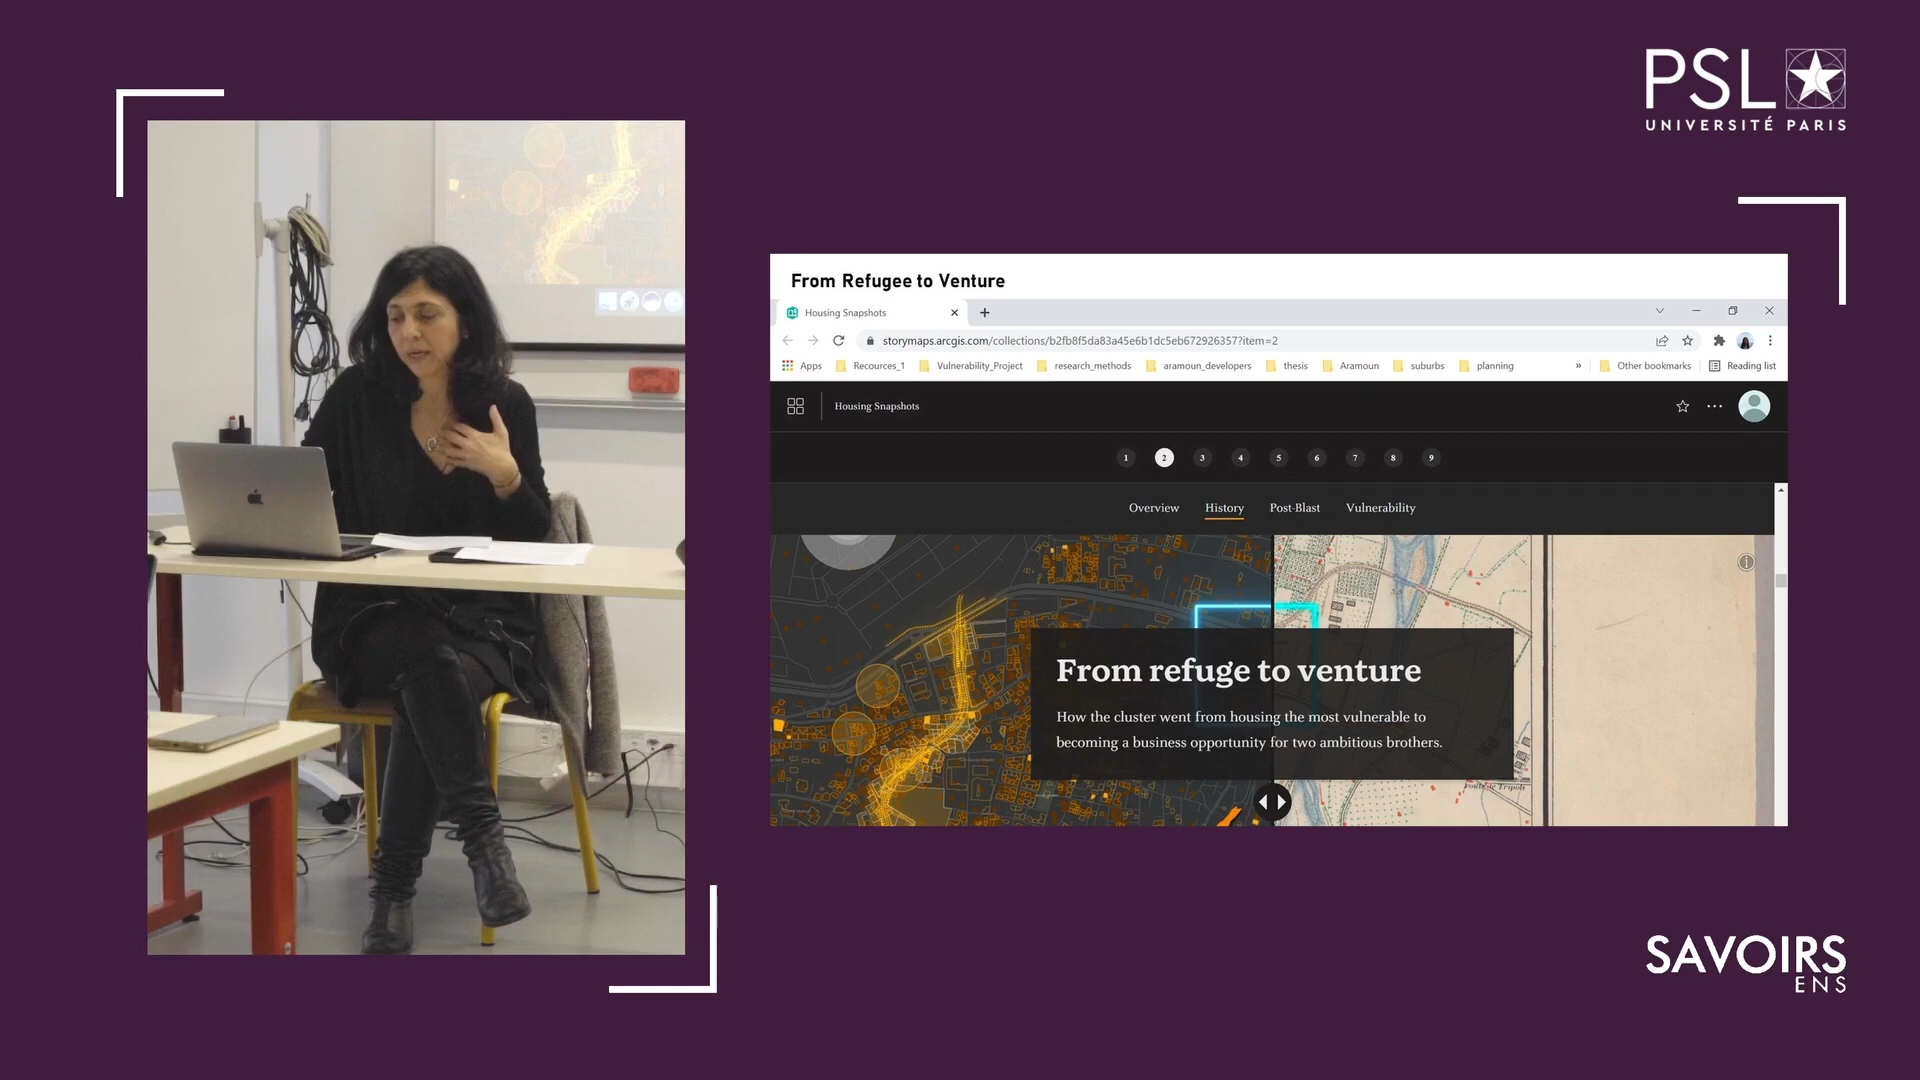 PSL
UNIVERSITÉ PARIS
From Refugee to Venture
Housing Snapshots
storymaps.arcgis.com/collections/b2fb8f5da83a45e6b1dc5eb672926357?item=2
Apps Recources_1 Vulnerability_Project research_methods aramoun_developers thesis Aramoun suburbs planning » Other bookmarks Reading list
Housing Snapshots
1 2 3 4 5 6 7 8 9
Overview History Post-Blast Vulnerability
From refuge to venture
How the cluster went from housing the most vulnerable to
becoming a business opportunity for two ambitious brothers.
Route de Tripoli
SAVOIRS
ENS